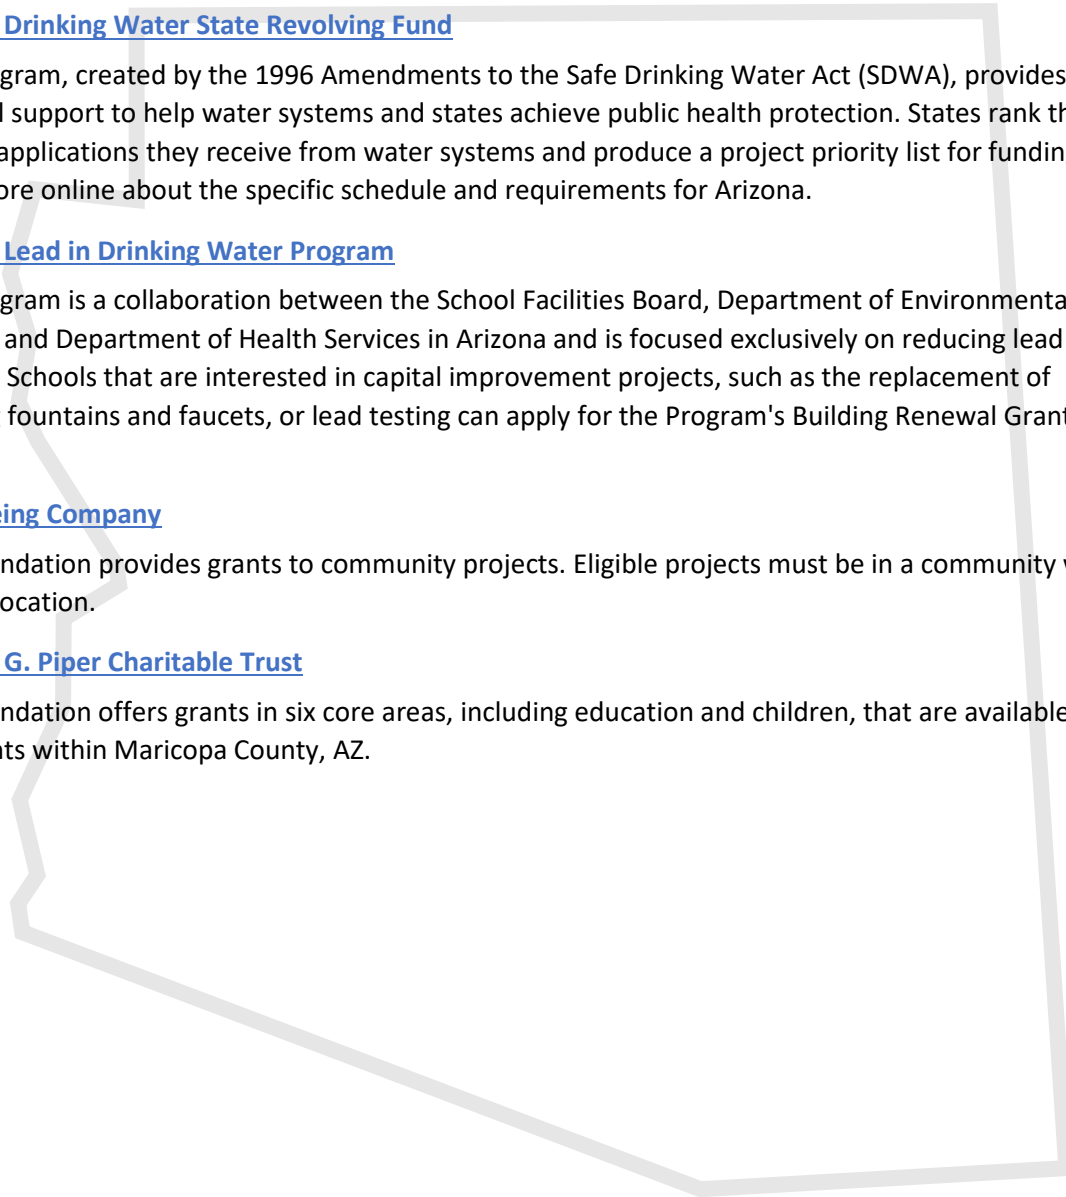 Drinking Water State Revolving Fund
gram, created by the 1996 Amendments to the Safe Drinking Water Act (SDWA), provides
l support to help water systems and states achieve public health protection. States rank th
applications they receive from water systems and produce a project priority list for fundin
ore online about the specific schedule and requirements for Arizona.
Lead in Drinking Water Program
gram is a collaboration between the School Facilities Board, Department of Environmenta
and Department of Health Services in Arizona and is focused exclusively on reducing lead
Schools that are interested in capital improvement projects, such as the replacement of
fountains and faucets, or lead testing can apply for the Program's Building Renewal Grant
eing Company
ndation provides grants to community projects. Eligible projects must be in a community
ocation.
G. Piper Charitable Trust
ndation offers grants in six core areas, including education and children, that are available
nts within Maricopa County, AZ.